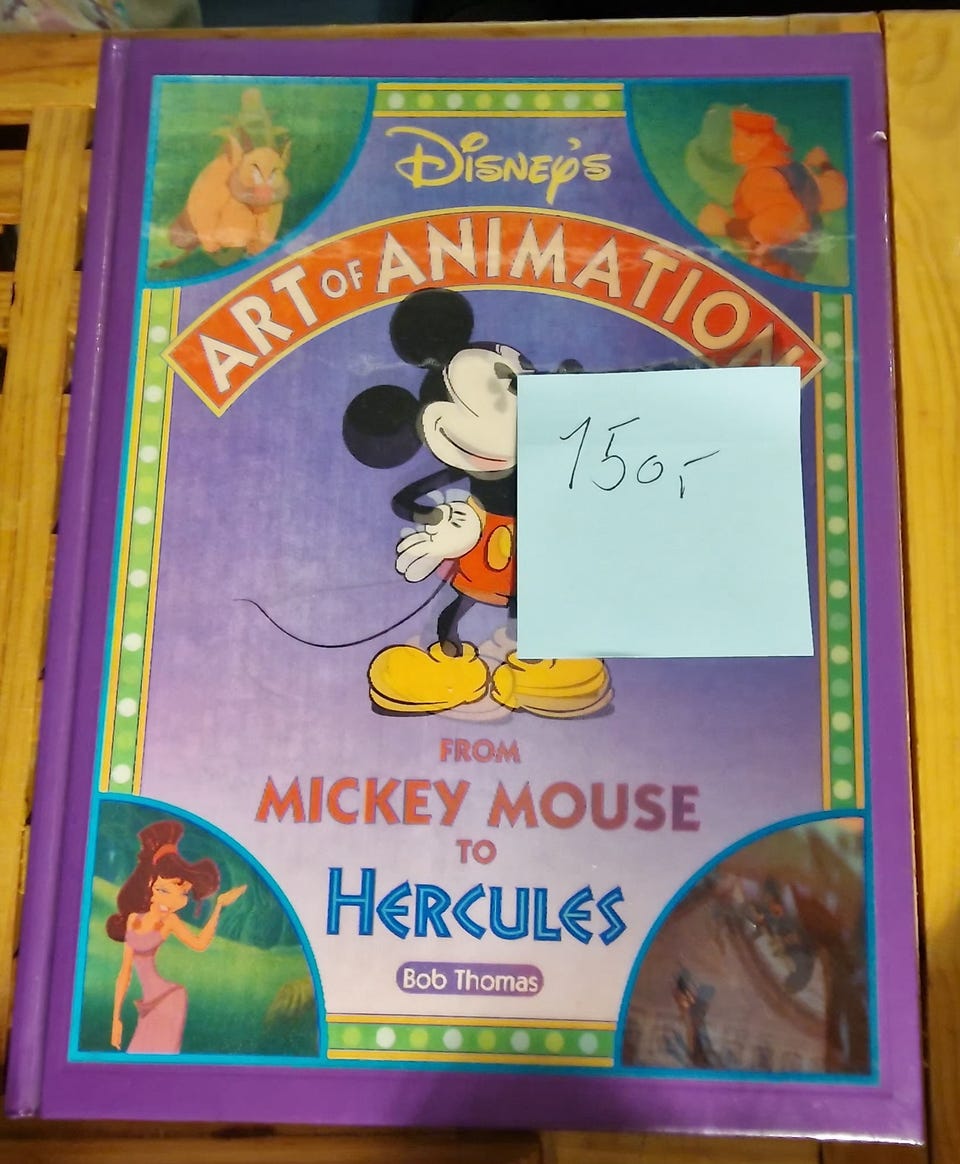 Disney's
ART OF ANIMATION
150,-
FROM
MICKEY MOUSE
TO
HERCULES
Bob Thomas